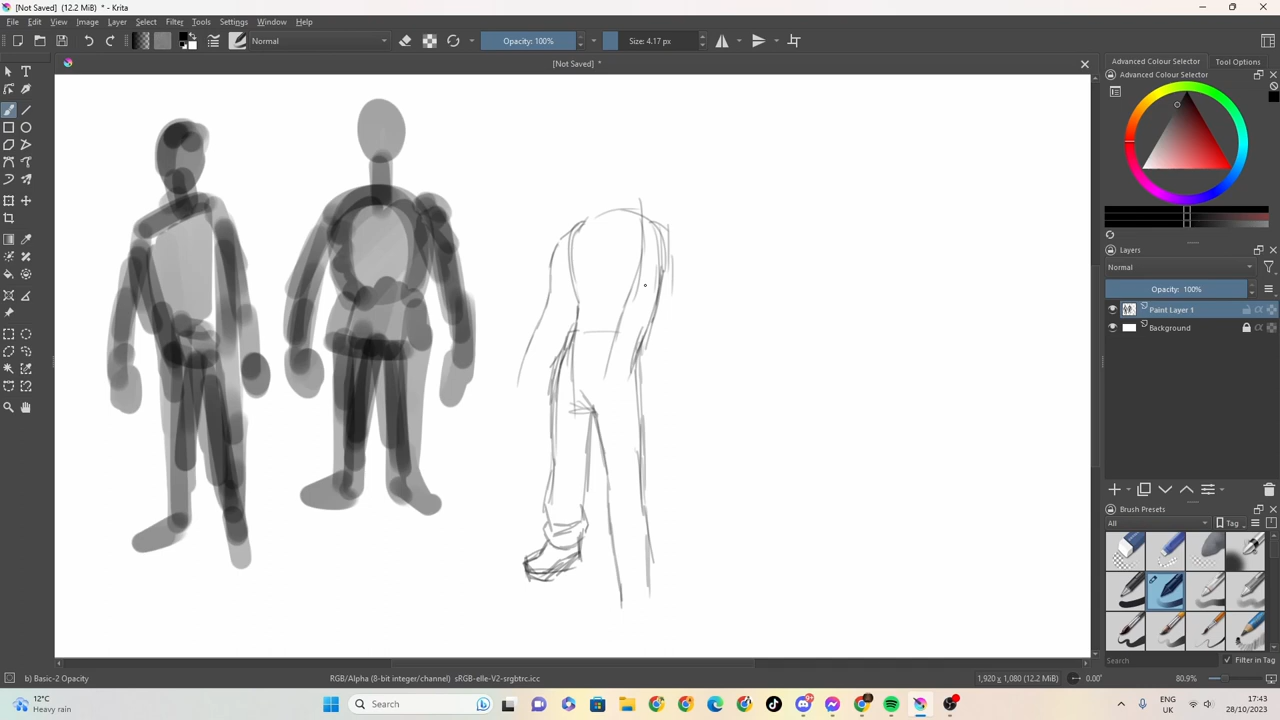 [Not Saved] (12.2 MiB) * - Krita
File Edit View Image Layer Select Filter Tools Settings Window Help
Normal Opacity: 100% Size: 4.17 px
[Not Saved] *
Advanced Colour Selector Tool Options
Advanced Colour Selector
Layers
Normal
Opacity: 100%
Paint Layer 1
Background
Brush Presets
All Tag
Search Filter in Tag
b) Basic-2 Opacity RGB/Alpha (8-bit integer/channel) sRGB-elle-V2-srgbtrc.icc 1,920 x 1,080 (12.2 MiB) 0.00° 80.9%
12°C
Heavy rain
Search
ENG
UK
17:43
28/10/2023